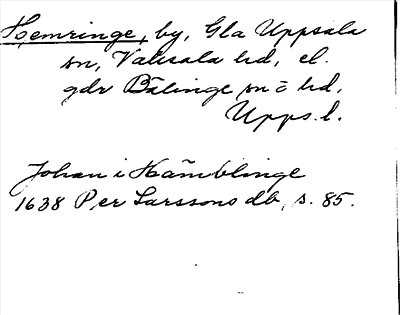 Hemringe, by, Gla Uppsala
sn, Vaksala hd, el.
gdr Bälinge sn o hd,
Upps. l.
Johan i Hämblinge
1638 Per Larssons db, s. 85.